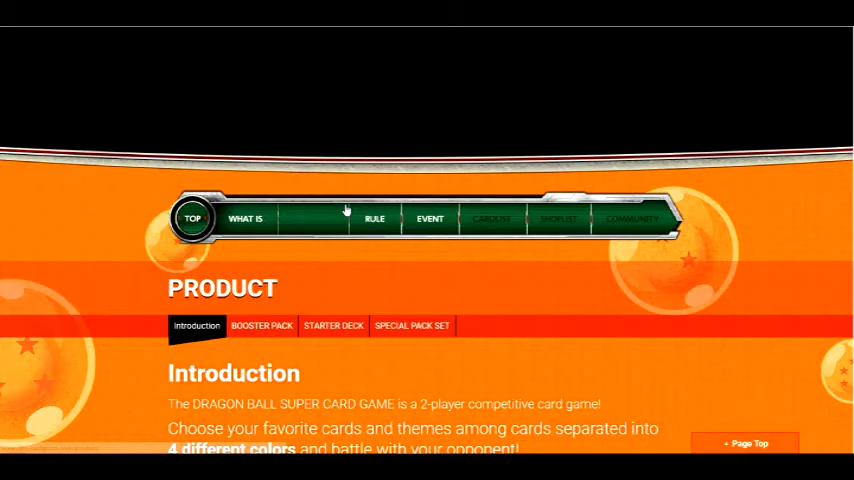 TOP WHAT IS RULE EVENT CARDLIST SHOPLIST COMMUNITY
PRODUCT
Introduction BOOSTER PACK STARTER DECK SPECIAL PACK SET
Introduction
The DRAGON BALL SUPER CARD GAME is a 2-player competitive card game!
Choose your favorite cards and themes among cards separated into
4 different colors and battle with your opponent!
+ Page Top